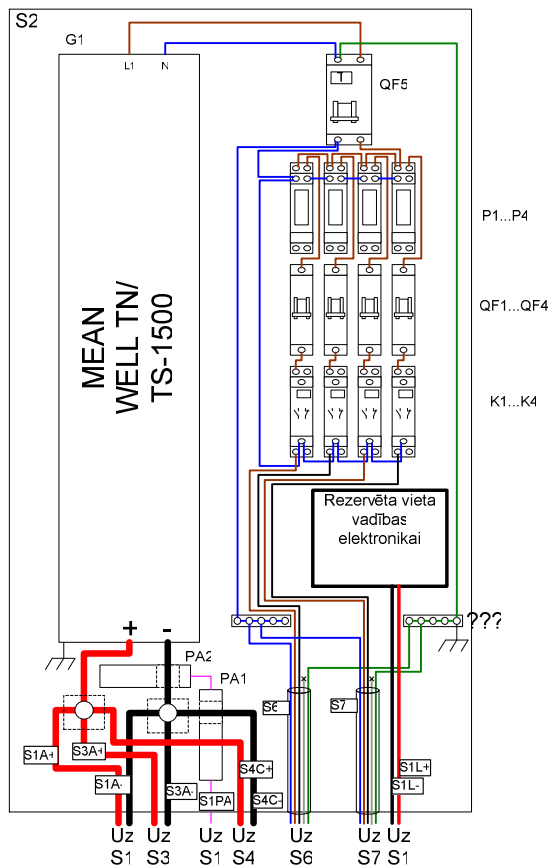 S2
G1
L1
N
T
QF5
P1...P4
MEAN
WELL TN/
TS-1500
QF1...QF4
K1...K4
Rezervēta vieta
vadības
elektronikai
+
-
???
PA2
PA1
S6
S7
S1A+
S3A+
S1A-
S3A-
S1PA
S4C+
S4C-
S1L+
S1L-
Uz
S1
Uz
S3
Uz
S1
Uz
S4
Uz
S6
Uz
S7
Uz
S1